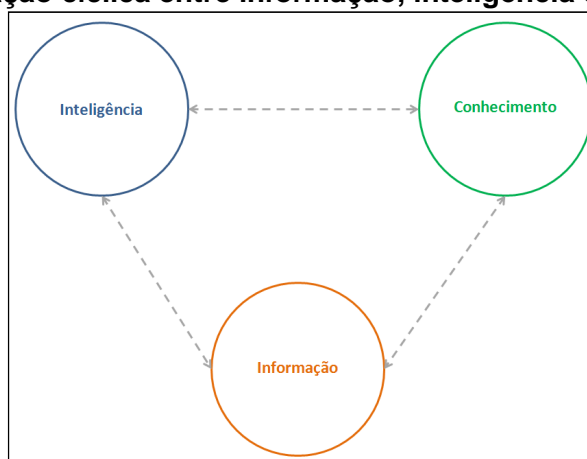 ção cíclica entre informação, inteligência
Inteligência
Conhecimento
Informação